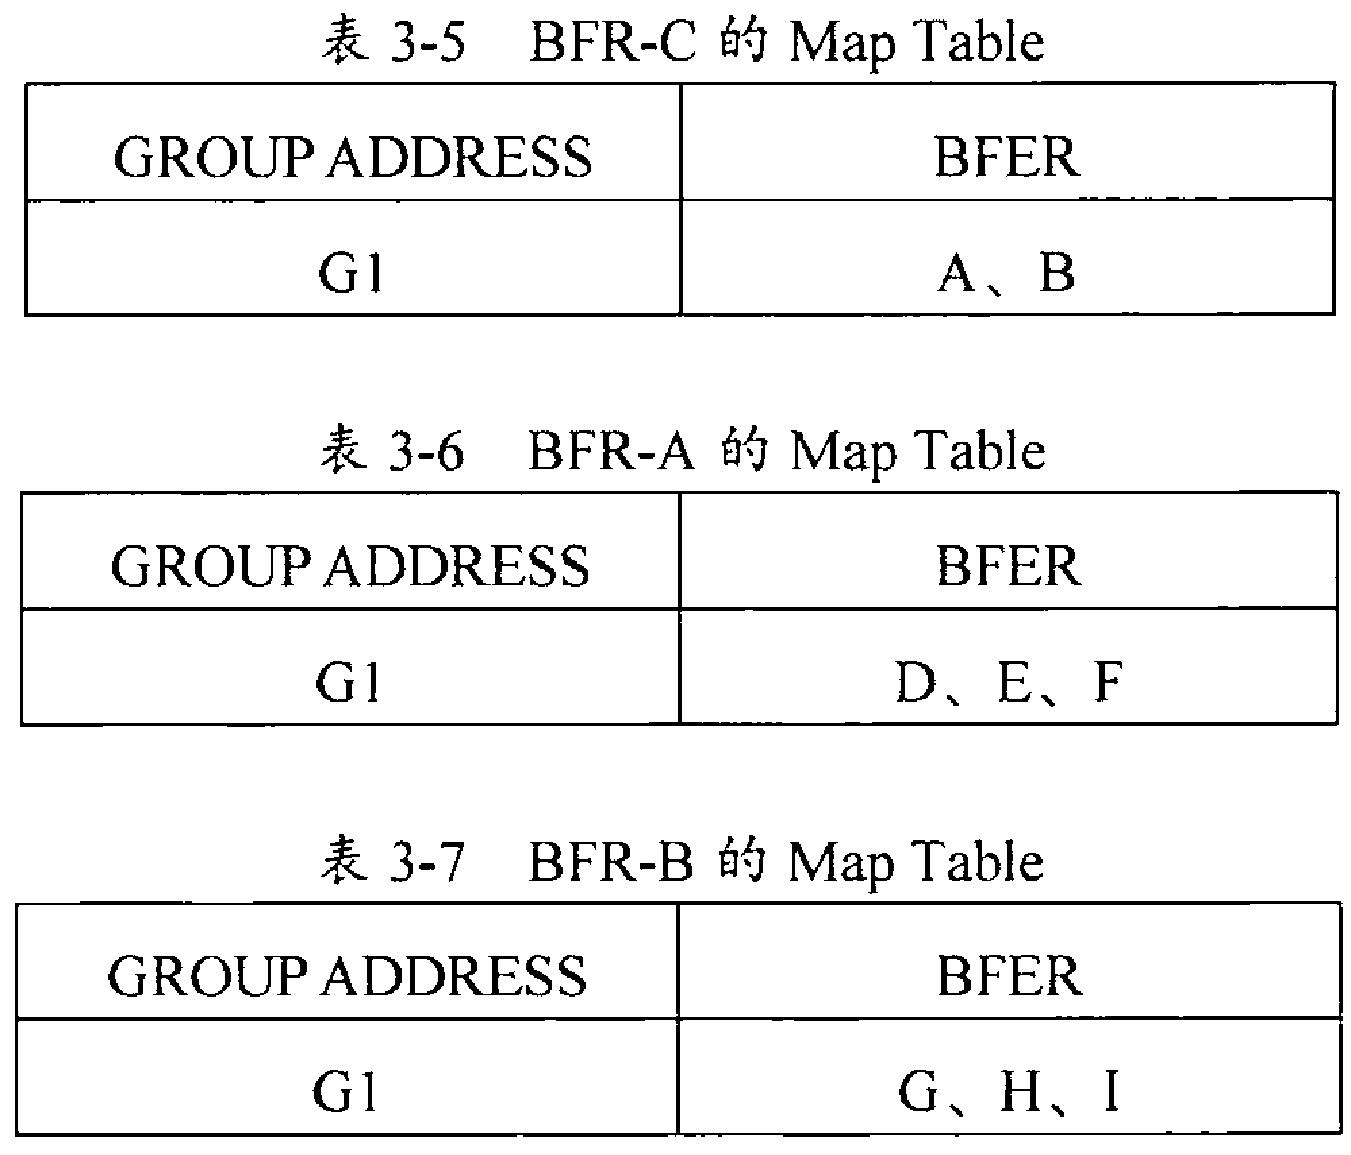 表 3-5 BFR-C 的 Map Table
GROUP ADDRESS BFER
G1 A、B
表 3-6 BFR-A 的 Map Table
GROUP ADDRESS BFER
G1 D、E、F
表 3-7 BFR-B 的 Map Table
GROUP ADDRESS BFER
G1 G、H、I